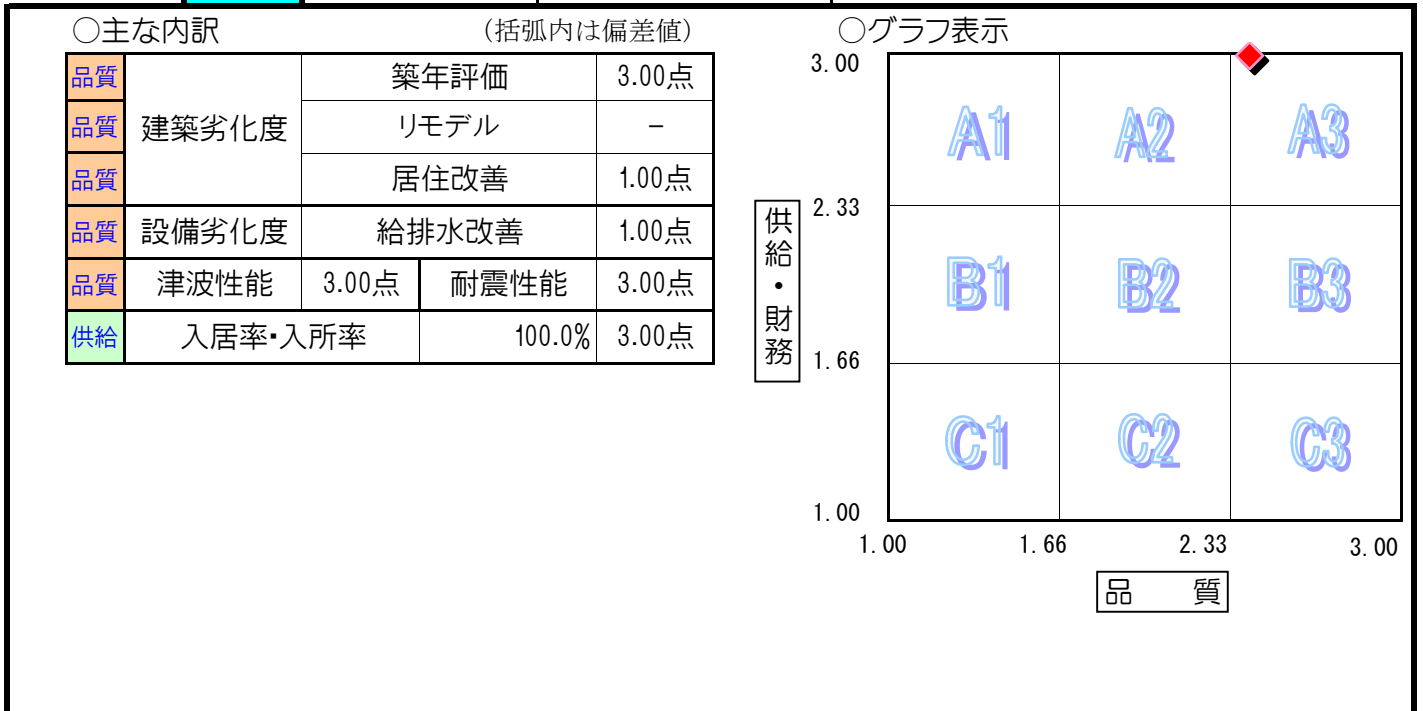 ○主な内訳 (括弧内は偏差値)
品質 建築劣化度 築年評価 3.00点
品質 リモデル −
品質 居住改善 1.00点
品質 設備劣化度 給排水改善 1.00点
品質 津波性能 3.00点 耐震性能 3.00点
供給 入居率・入所率 100.0% 3.00点
○グラフ表示
供給・財務
3.00
2.33
1.66
1.00
A1 A2 A3
B1 B2 B3
C1 C2 C3
1.00 1.66 2.33 3.00
品 質